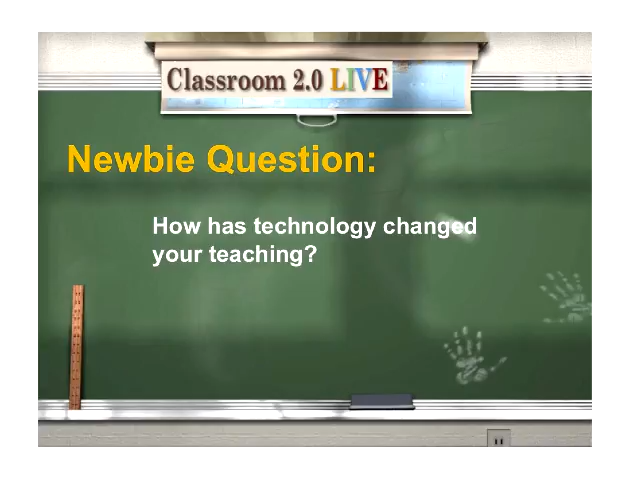 Classroom 2.0 LIVE
Newbie Question:
How has technology changed
your teaching?